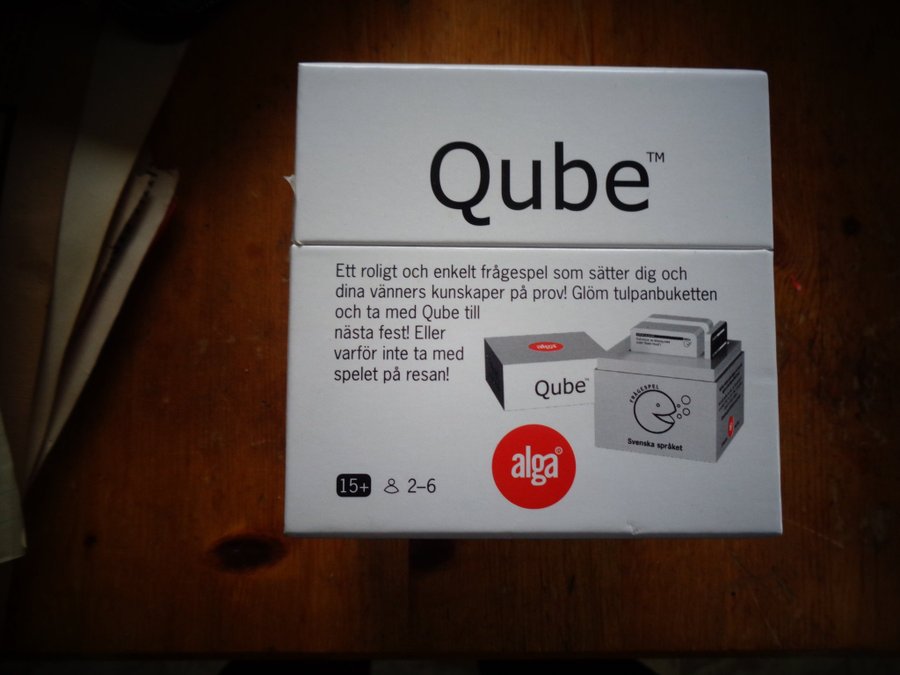 Qube™
Ett roligt och enkelt frågespel som sätter dig och
dina vänners kunskaper på prov! Glöm tulpanbuketten
och ta med Qube till
nästa fest! Eller
varför inte ta med
spelet på resan!
alga
Qube™
FRÅGESPEL
Svenska språket
alga®
15+ 2–6